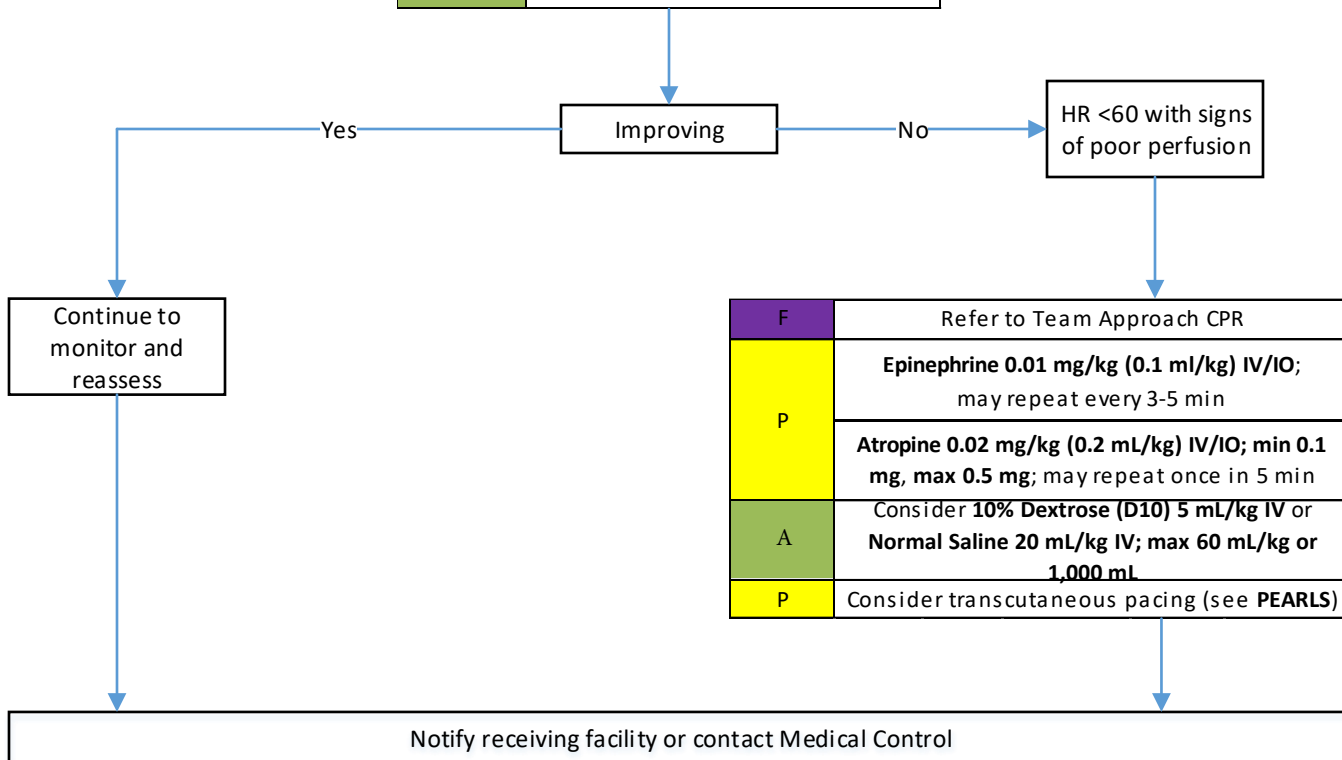 Yes
Improving
No
HR <60 with signs
of poor perfusion
Continue to
monitor and
reassess
F
Refer to Team Approach CPR
P
Epinephrine 0.01 mg/kg (0.1 ml/kg) IV/IO;
may repeat every 3-5 min
Atropine 0.02 mg/kg (0.2 mL/kg) IV/IO; min 0.1
mg, max 0.5 mg; may repeat once in 5 min
A
Consider 10% Dextrose (D10) 5 mL/kg IV or
Normal Saline 20 mL/kg IV; max 60 mL/kg or
1,000 mL
P
Consider transcutaneous pacing (see PEARLS)
Notify receiving facility or contact Medical Control